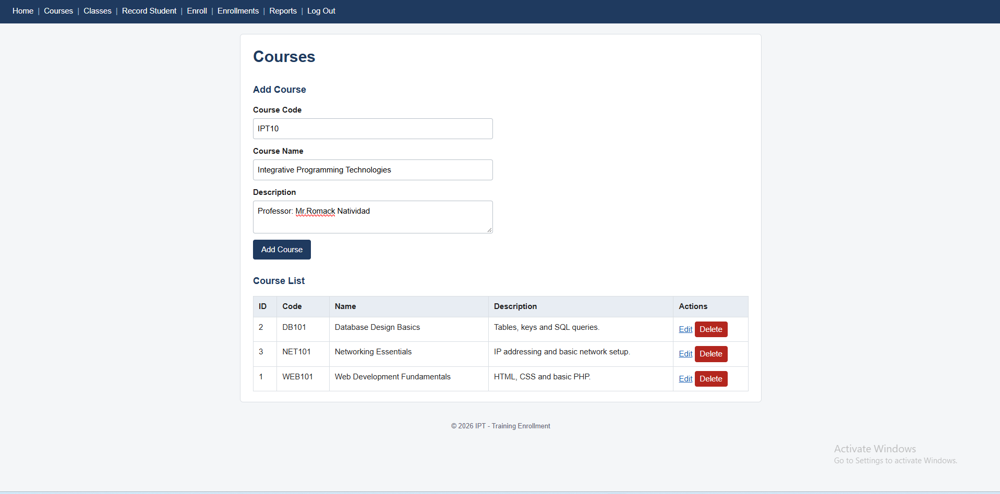 Home | Courses | Classes | Record Student | Enroll | Enrollments | Reports | Log Out
Courses
Add Course
Course Code
IPT10
Course Name
Integrative Programming Technologies
Description
Professor: Mr.Romack Natividad
Add Course
Course List
ID Code Name Description Actions
2 DB101 Database Design Basics Tables, keys and SQL queries. Edit Delete
3 NET101 Networking Essentials IP addressing and basic network setup. Edit Delete
1 WEB101 Web Development Fundamentals HTML, CSS and basic PHP. Edit Delete
© 2026 IPT - Training Enrollment
Activate Windows
Go to Settings to activate Windows.